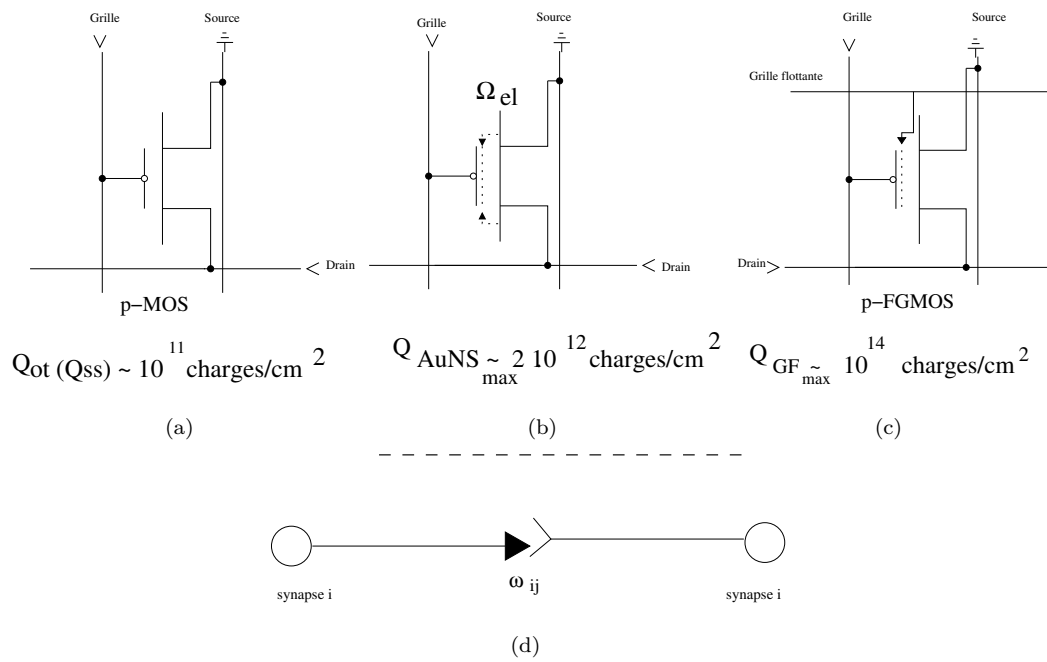 Grille
Source
Drain
p−MOS
Qot (Qss) ~ 10 11 charges/cm 2
(a)
Grille
Source
Ω el
Drain
Q AuNS ~ max 2 10 12 charges/cm 2
(b)
Grille
Source
Grille flottante
Drain
p−FGMOS
Q GF ~ max 10 14 charges/cm 2
(c)
ω ij
synapse i
synapse i
(d)